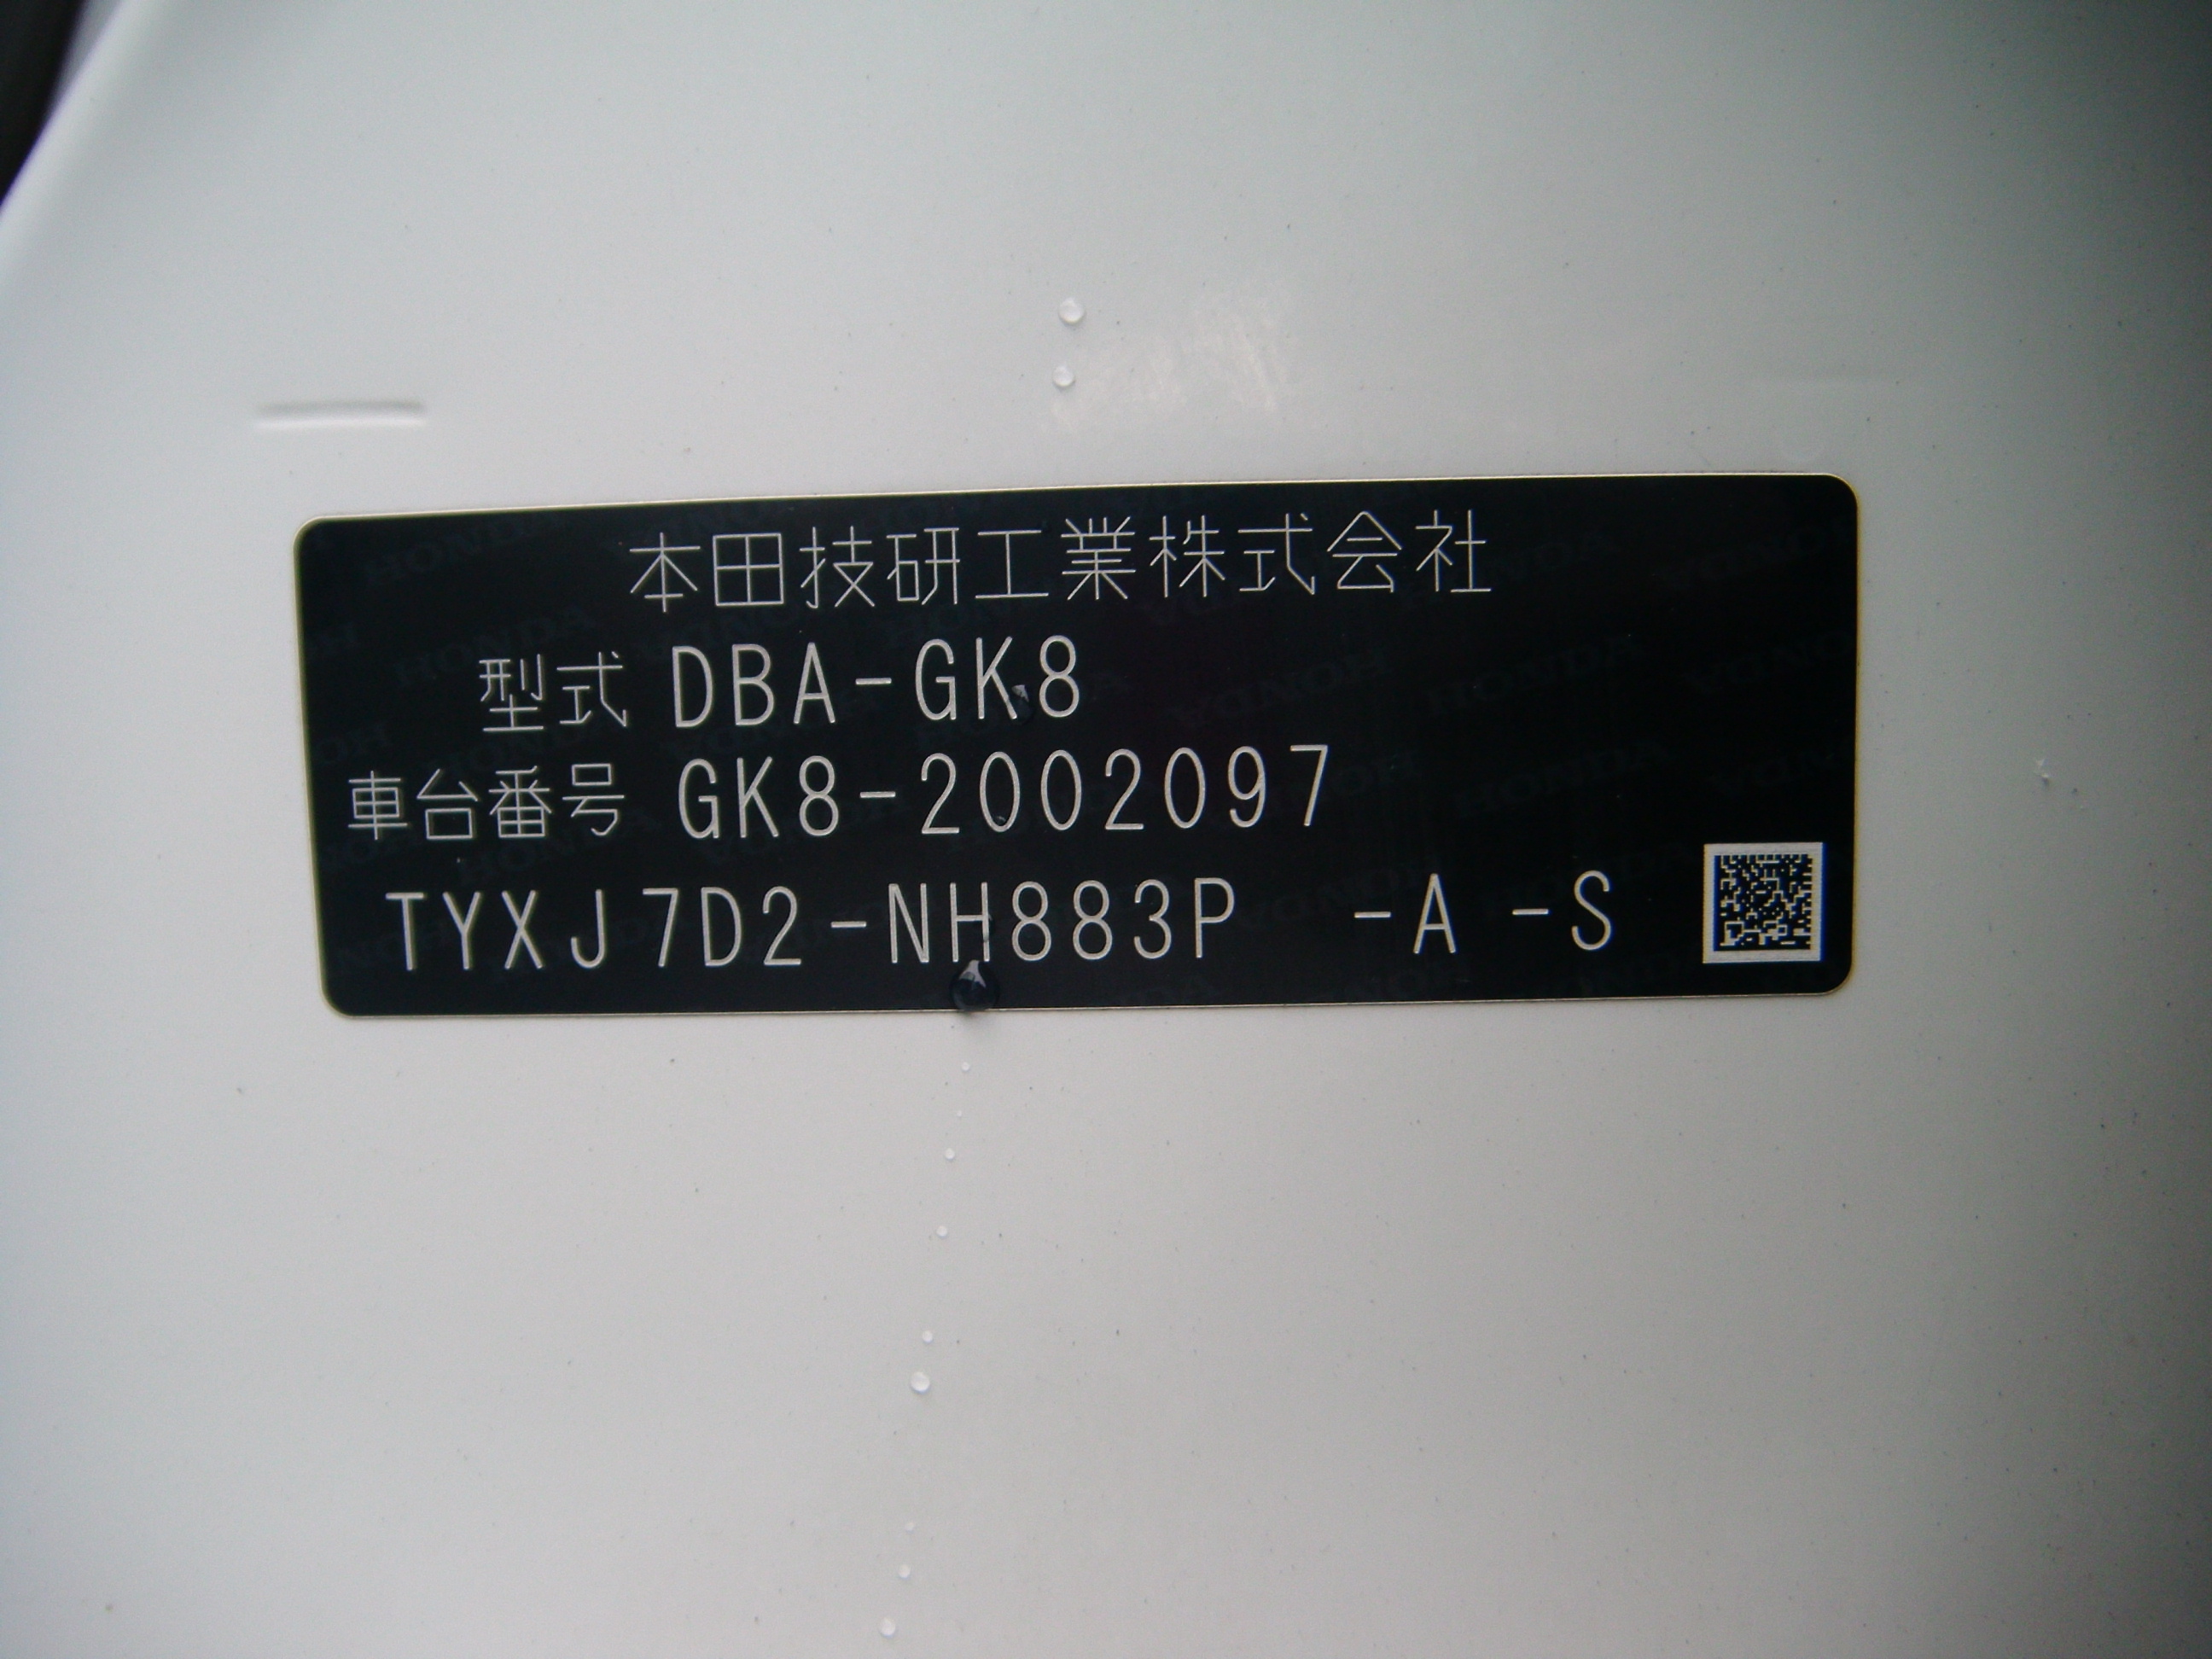 本田技研工業株式会社
型式 DBA-GK8
車台番号 GK8-2002097
TYXJ7D2-NH883P -A -S